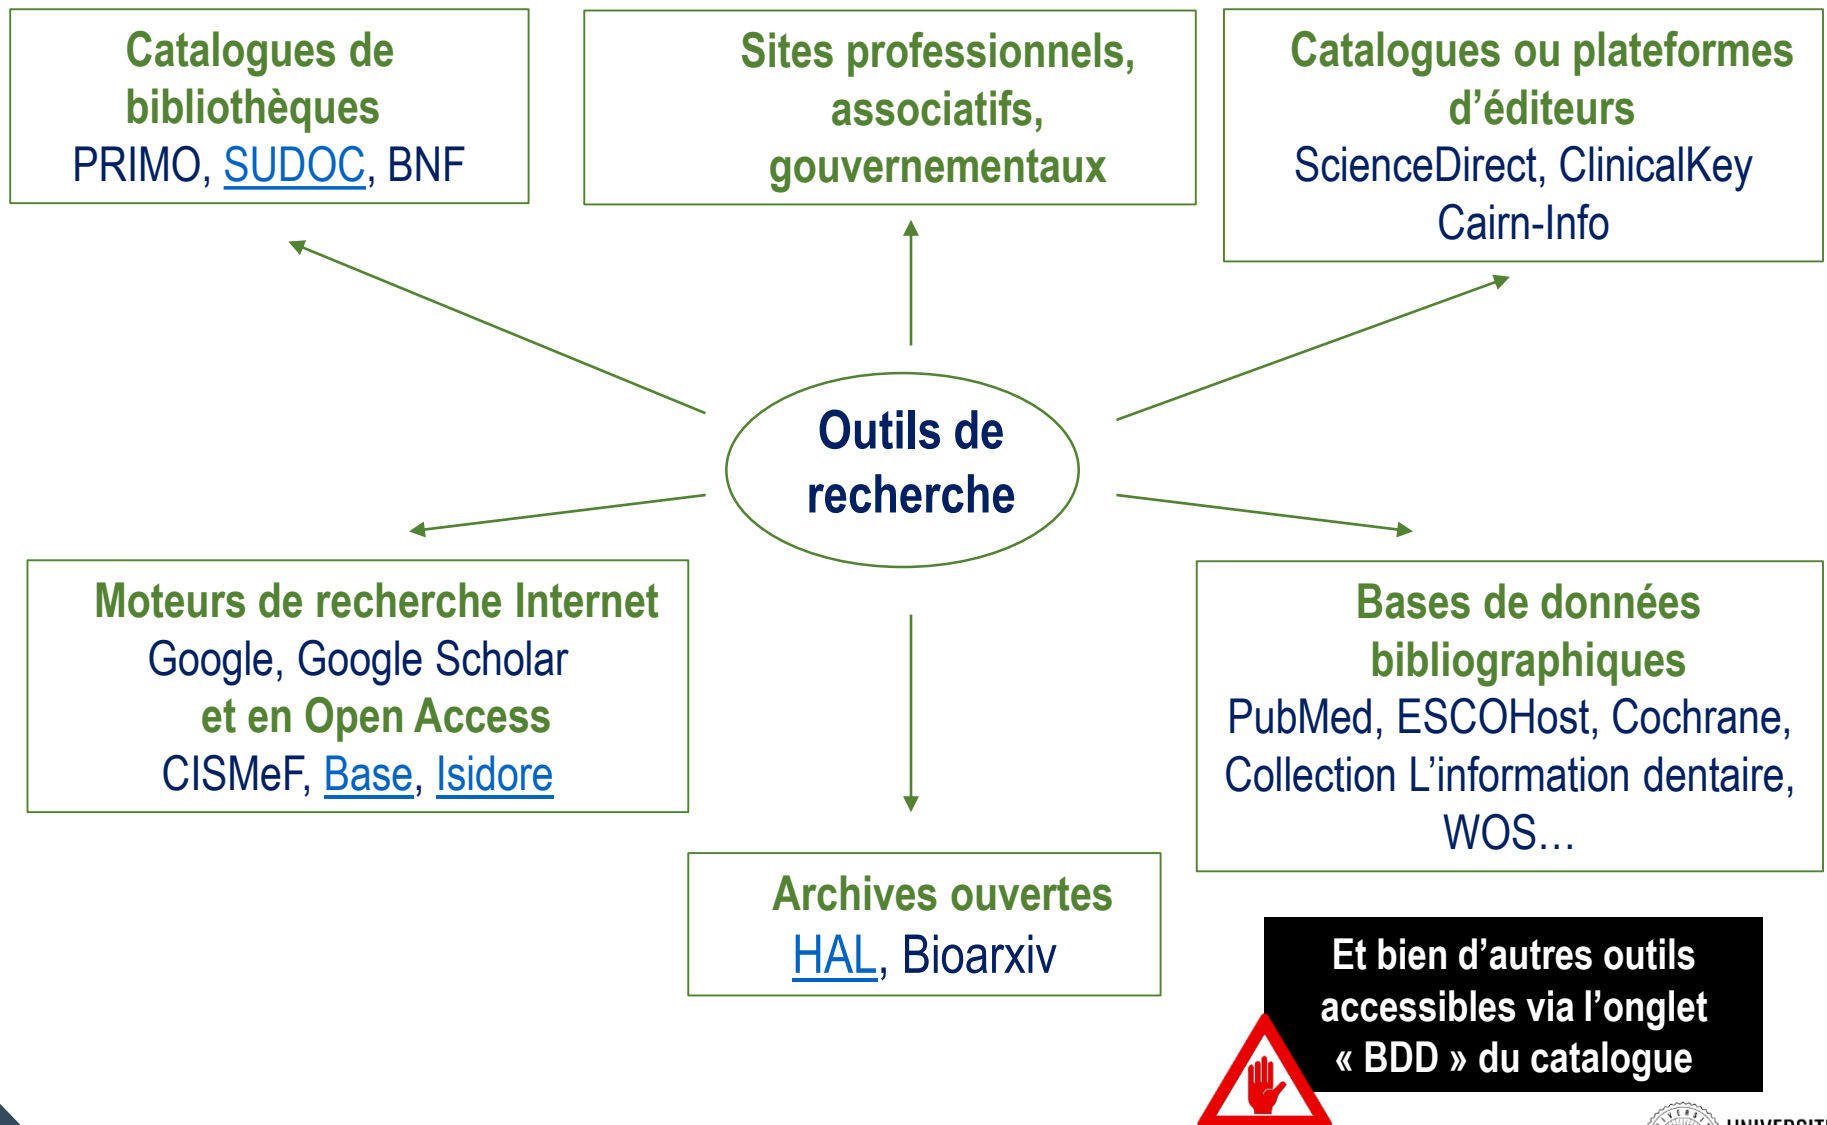 Catalogues de
bibliothèques
PRIMO, SUDOC, BNF
Sites professionnels,
associatifs,
gouvernementaux
Catalogues ou plateformes
d’éditeurs
ScienceDirect, ClinicalKey
Cairn-Info
Outils de
recherche
Moteurs de recherche Internet
Google, Google Scholar
et en Open Access
CISMeF, Base, Isidore
Bases de données
bibliographiques
PubMed, ESCOHost, Cochrane,
Collection L’information dentaire,
WOS…
Archives ouvertes
HAL, Bioarxiv
Et bien d’autres outils
accessibles via l’onglet
« BDD » du catalogue